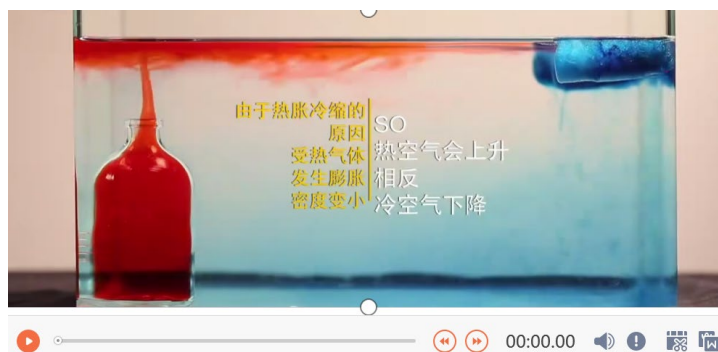 由于热胀冷缩的
原因
受热气体
发生膨胀
密度变小
SO
热空气会上升
相反
冷空气下降
00:00.00